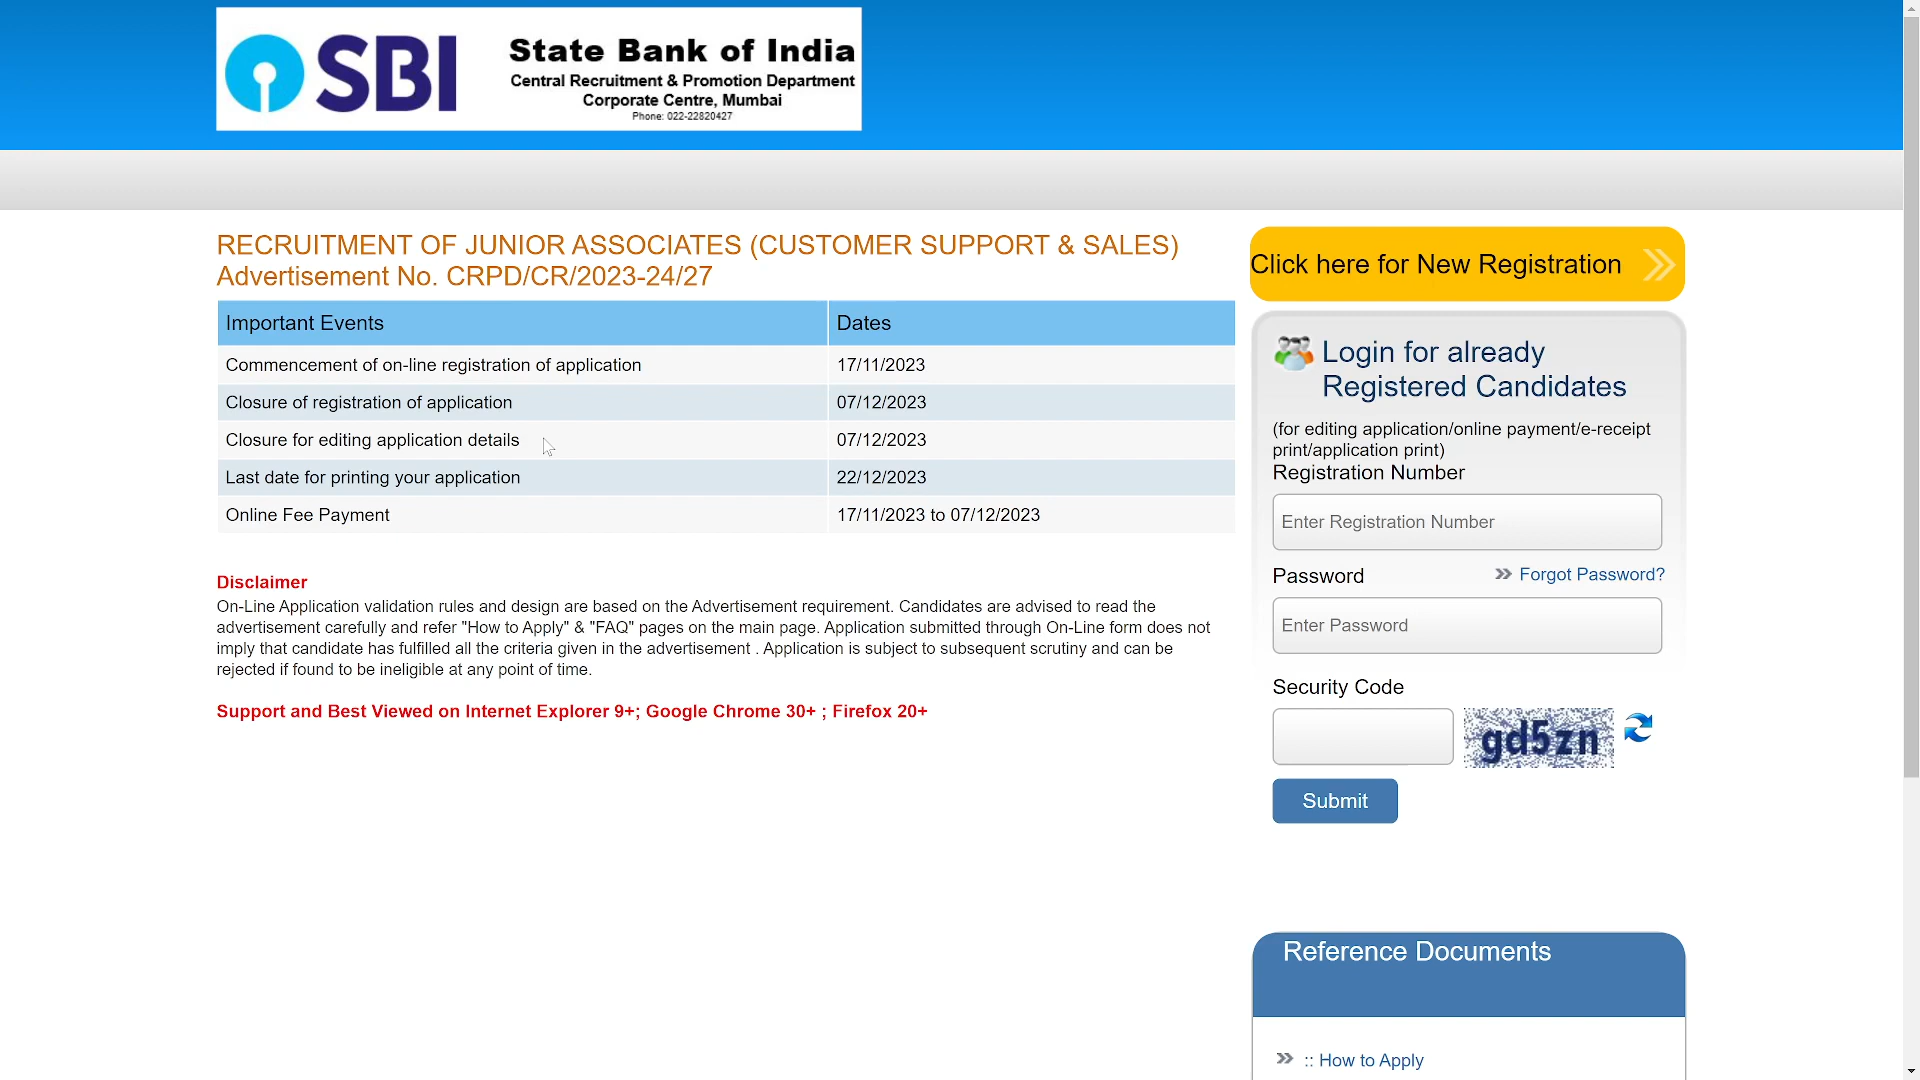 SBI
State Bank of India
Central Recruitment & Promotion Department
Corporate Centre, Mumbai
Phone: 022-22820427
RECRUITMENT OF JUNIOR ASSOCIATES (CUSTOMER SUPPORT & SALES)
Advertisement No. CRPD/CR/2023-24/27
Important Events Dates
Commencement of on-line registration of application 17/11/2023
Closure of registration of application 07/12/2023
Closure for editing application details 07/12/2023
Last date for printing your application 22/12/2023
Online Fee Payment 17/11/2023 to 07/12/2023
Disclaimer
On-Line Application validation rules and design are based on the Advertisement requirement. Candidates are advised to read the
advertisement carefully and refer "How to Apply" & "FAQ" pages on the main page. Application submitted through On-Line form does not
imply that candidate has fulfilled all the criteria given in the advertisement . Application is subject to subsequent scrutiny and can be
rejected if found to be ineligible at any point of time.
Support and Best Viewed on Internet Explorer 9+; Google Chrome 30+ ; Firefox 20+
Click here for New Registration
Login for already
Registered Candidates
(for editing application/online payment/e-receipt
print/application print)
Registration Number
Enter Registration Number
Password » Forgot Password?
Enter Password
Security Code
gd5zn
Submit
Reference Documents
» :: How to Apply